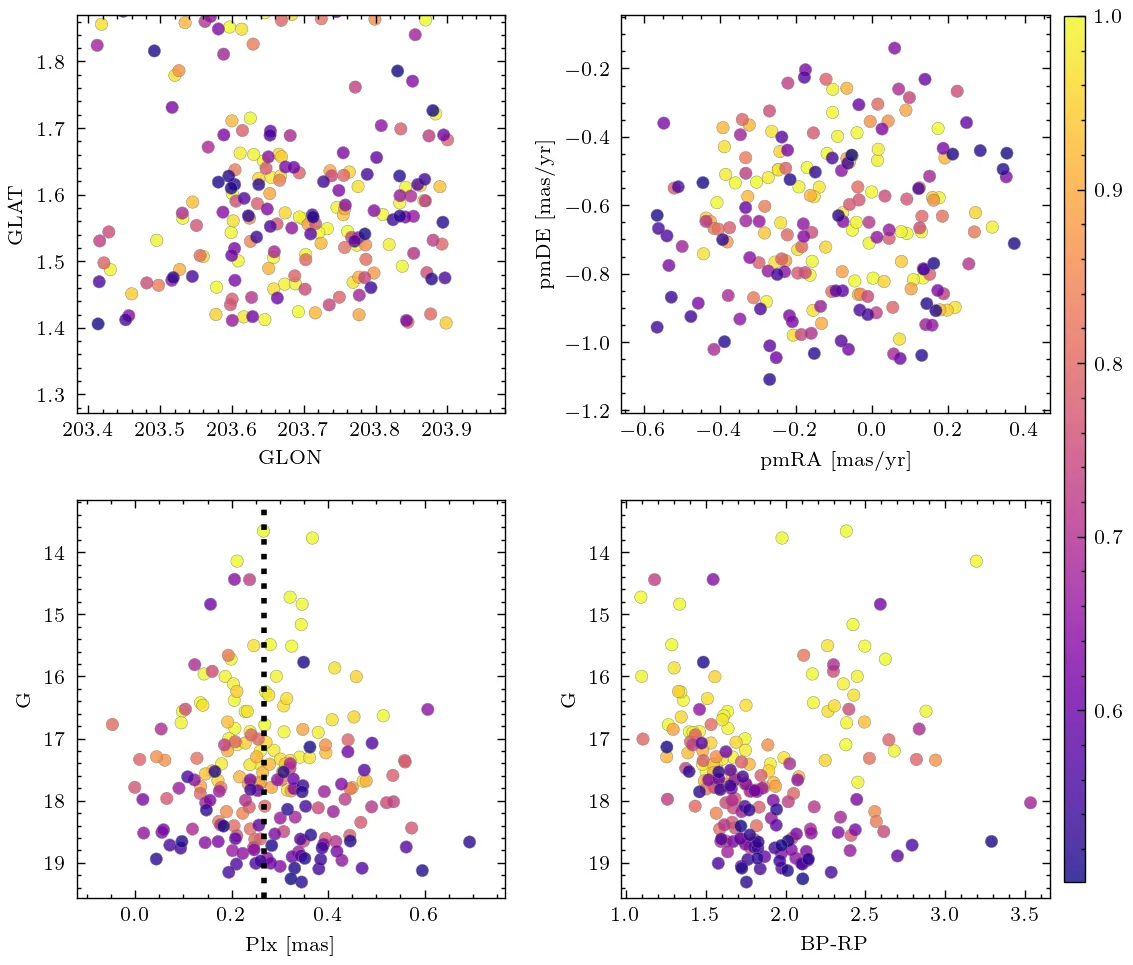 1.8
1.7
1.6
1.5
1.4
1.3
GLAT
203.4 203.5 203.6 203.7 203.8 203.9
GLON
−0.2
−0.4
−0.6
−0.8
−1.0
−1.2
pmDE [mas/yr]
−0.6 −0.4 −0.2 0.0 0.2 0.4
pmRA [mas/yr]
1.0
0.9
0.8
0.7
0.6
14
15
16
17
18
19
G
0.0 0.2 0.4 0.6
Plx [mas]
14
15
16
17
18
19
G
1.0 1.5 2.0 2.5 3.0 3.5
BP-RP